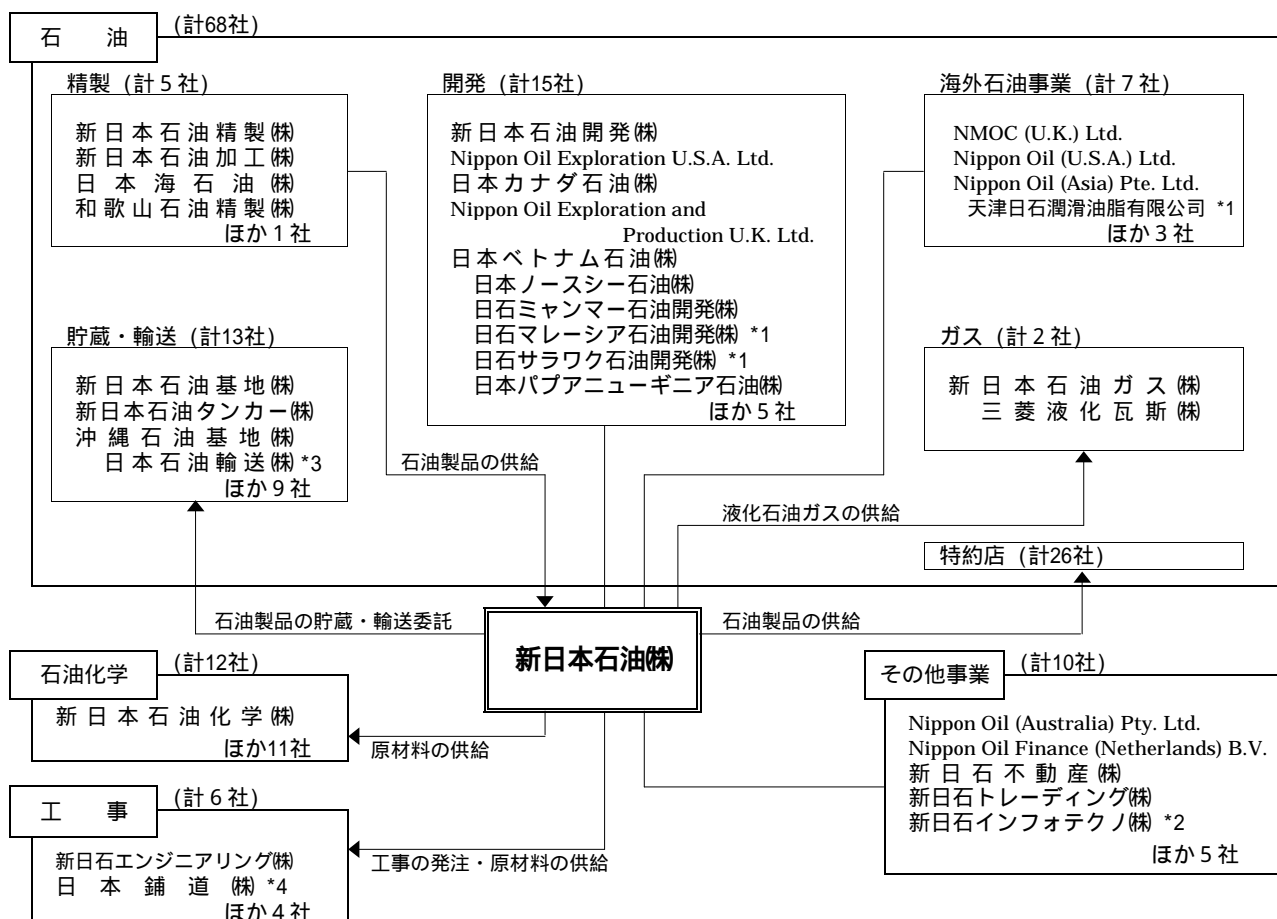 石 油
(計68社)
精製 (計 5 社)
新日本石油精製㈱
新日本石油加工㈱
日本海石油㈱
和歌山石油精製㈱
ほか 1 社
開発 (計15社)
新日本石油開発㈱
Nippon Oil Exploration U.S.A. Ltd.
日本カナダ石油㈱
Nippon Oil Exploration and
Production U.K. Ltd.
日本ベトナム石油㈱
日本ノースシー石油㈱
日石ミャンマー石油開発㈱
日石マレーシア石油開発㈱ *1
日石サラワク石油開発㈱ *1
日本パプアニューギニア石油㈱
ほか 5 社
海外石油事業 (計 7 社)
NMOC (U.K.) Ltd.
Nippon Oil (U.S.A.) Ltd.
Nippon Oil (Asia) Pte. Ltd.
天津日石潤滑油脂有限公司 *1
ほか 3 社
貯蔵・輸送 (計13社)
新日本石油基地㈱
新日本石油タンカー㈱
沖縄石油基地㈱
日本石油輸送㈱ *3
ほか 9 社
ガス (計 2 社)
新日本石油ガス㈱
三菱液化瓦斯㈱
石油製品の供給
液化石油ガスの供給
特約店 (計26社)
石油製品の貯蔵・輸送委託
石油製品の供給
新日本石油㈱
石油化学
(計12社)
新日本石油化学㈱
ほか11社
原材料の供給
その他事業
(計10社)
Nippon Oil (Australia) Pty. Ltd.
Nippon Oil Finance (Netherlands) B.V.
新日石不動産㈱
新日石トレーディング㈱
新日石インフォテクノ㈱ *2
ほか 5 社
工 事
(計 6 社)
新日石エンジニアリング㈱
日本鋪道㈱ *4
ほか 4 社
工事の発注・原材料の供給